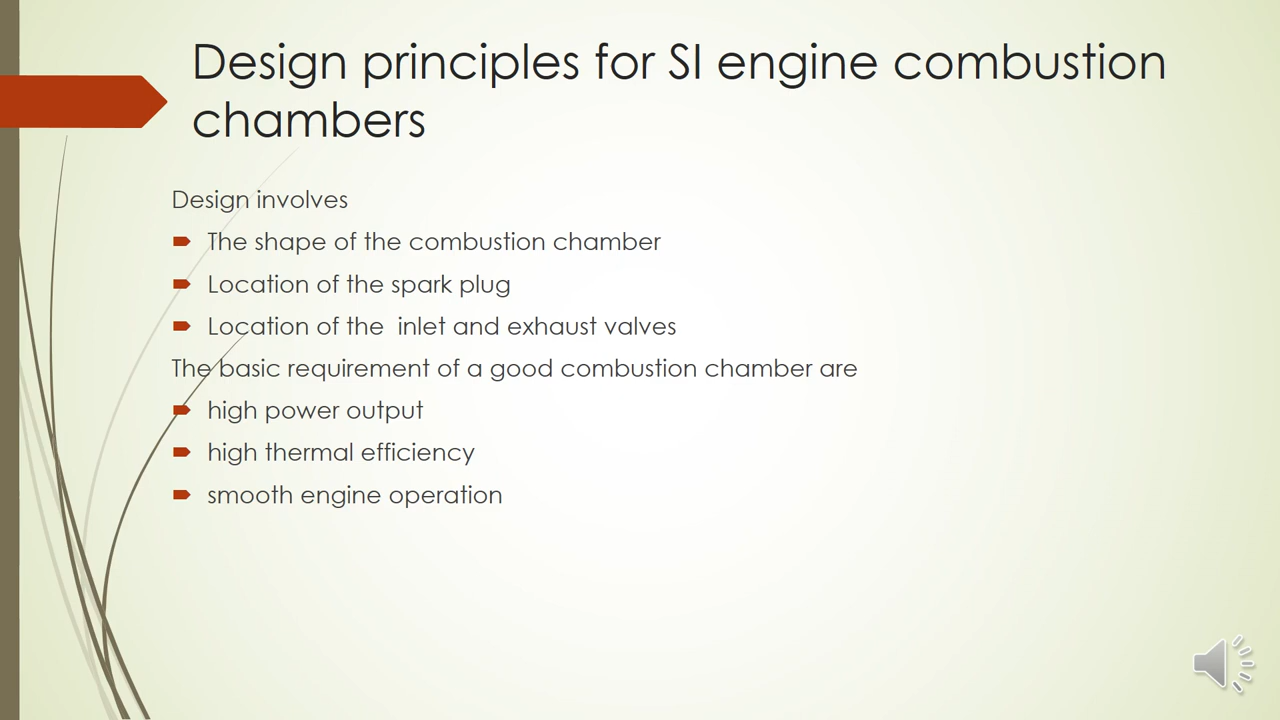 Design principles for SI engine combustion
chambers
Design involves
The shape of the combustion chamber
Location of the spark plug
Location of the  inlet and exhaust valves
The basic requirement of a good combustion chamber are
high power output
high thermal efficiency
smooth engine operation